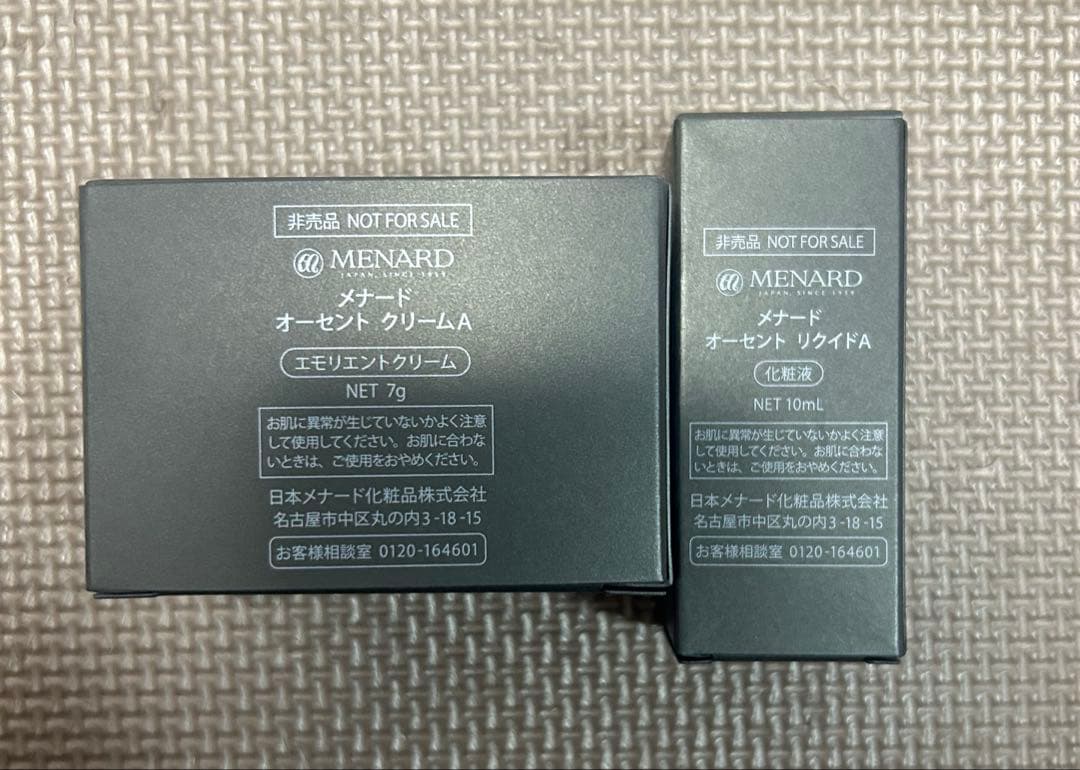 非売品 NOT FOR SALE
MENARD
JAPAN, SINCE 1959
メナード
オーセント クリームA
エモリエントクリーム
NET 7g
お肌に異常が生じていないかよく注意
して使用してください。お肌に合わな
いときは、ご使用をおやめください。
日本メナード化粧品株式会社
名古屋市中区丸の内3-18-15
お客様相談室 0120-164601
非売品 NOT FOR SALE
MENARD
JAPAN, SINCE 1959
メナード
オーセント リクイドA
化粧液
NET 10mL
お肌に異常が生じていないかよく注意
して使用してください。お肌に合わな
いときは、ご使用をおやめください。
日本メナード化粧品株式会社
名古屋市中区丸の内3-18-15
お客様相談室 0120-164601